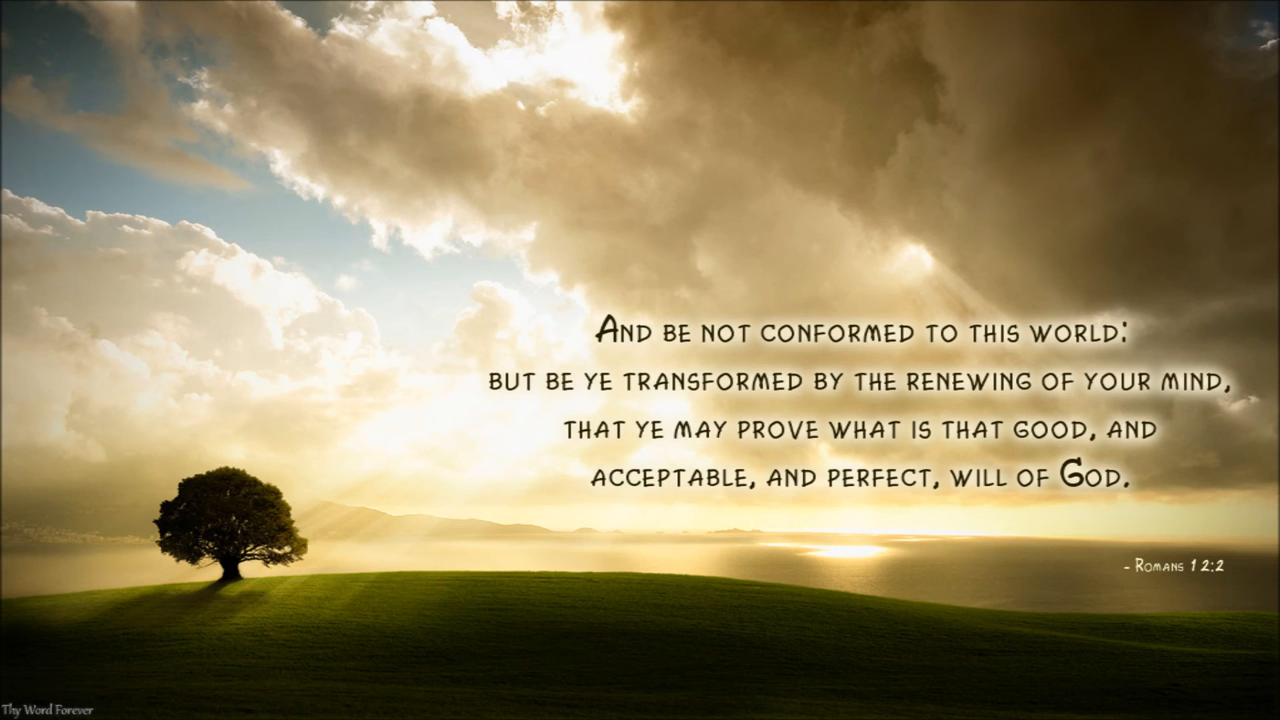 And be not conformed to this world:
but be ye transformed by the renewing of your mind,
that ye may prove what is that good, and
acceptable, and perfect, will of God.
- Romans 12:2
Thy Word Forever